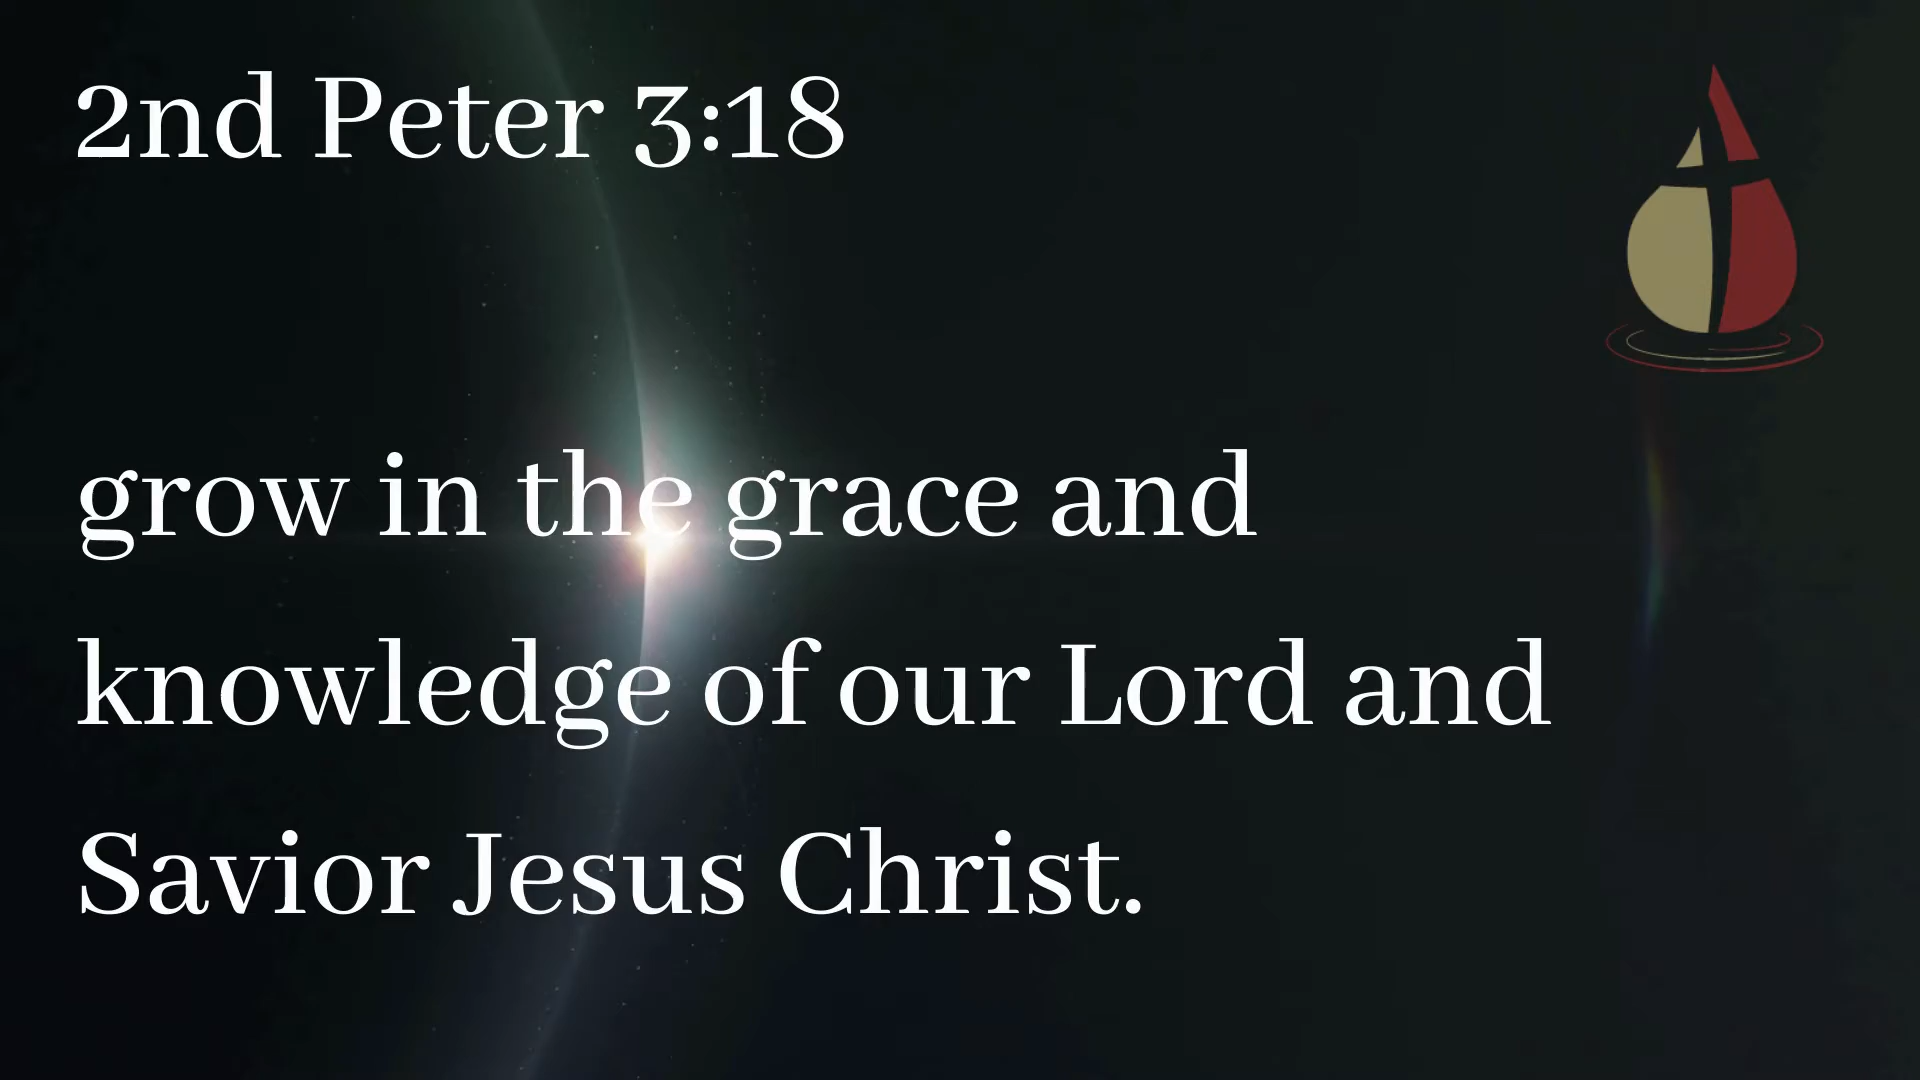 2nd Peter 3:18
grow in the grace and
knowledge of our Lord and
Savior Jesus Christ.